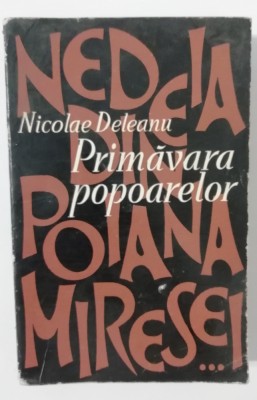 NEDEIA
DIN
Nicolae Deleanu
Primăvara
popoarelor
POIANA
MIRESEI...